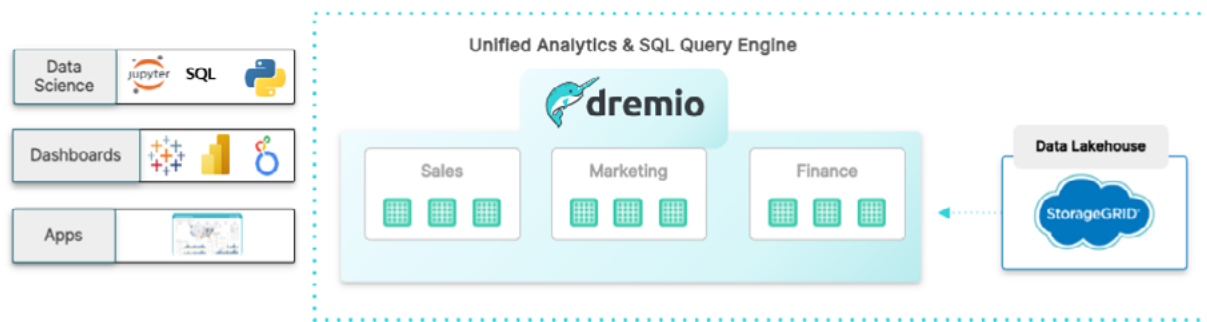 Unified Analytics & SQL Query Engine
Data
Science
jupyter
SQL
dremio
Dashboards
Sales
Marketing
Finance
Data Lakehouse
StorageGRID
Apps